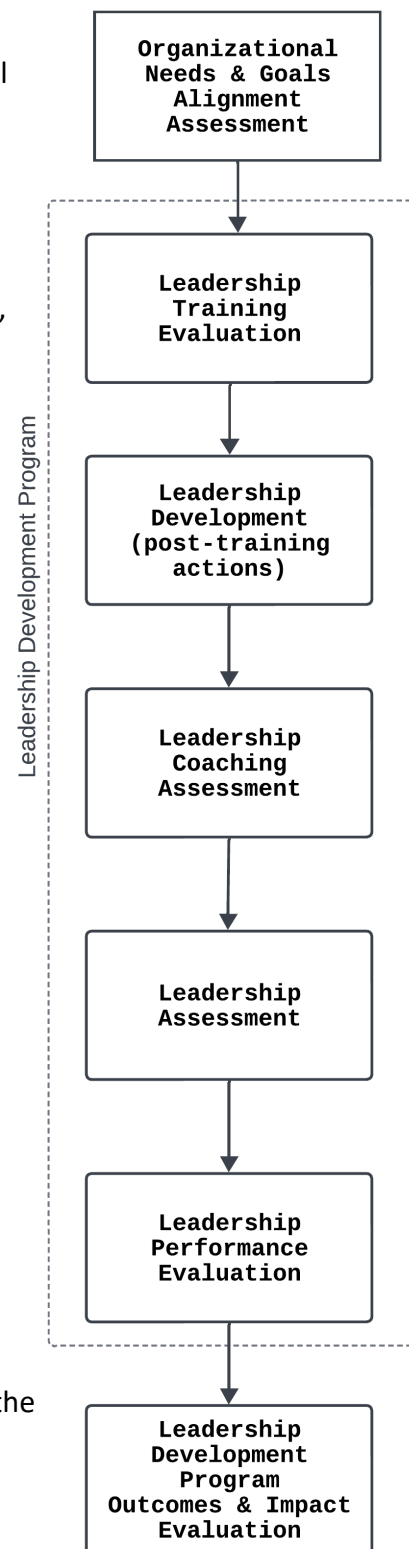 Organizational
Needs & Goals
Alignment
Assessment
l
Leadership
Training
Evaluation
,
Leadership Development Program
Leadership
Development
(post-training
actions)
Leadership
Coaching
Assessment
Leadership
Assessment
Leadership
Performance
Evaluation
the
Leadership
Development
Program
Outcomes & Impact
Evaluation